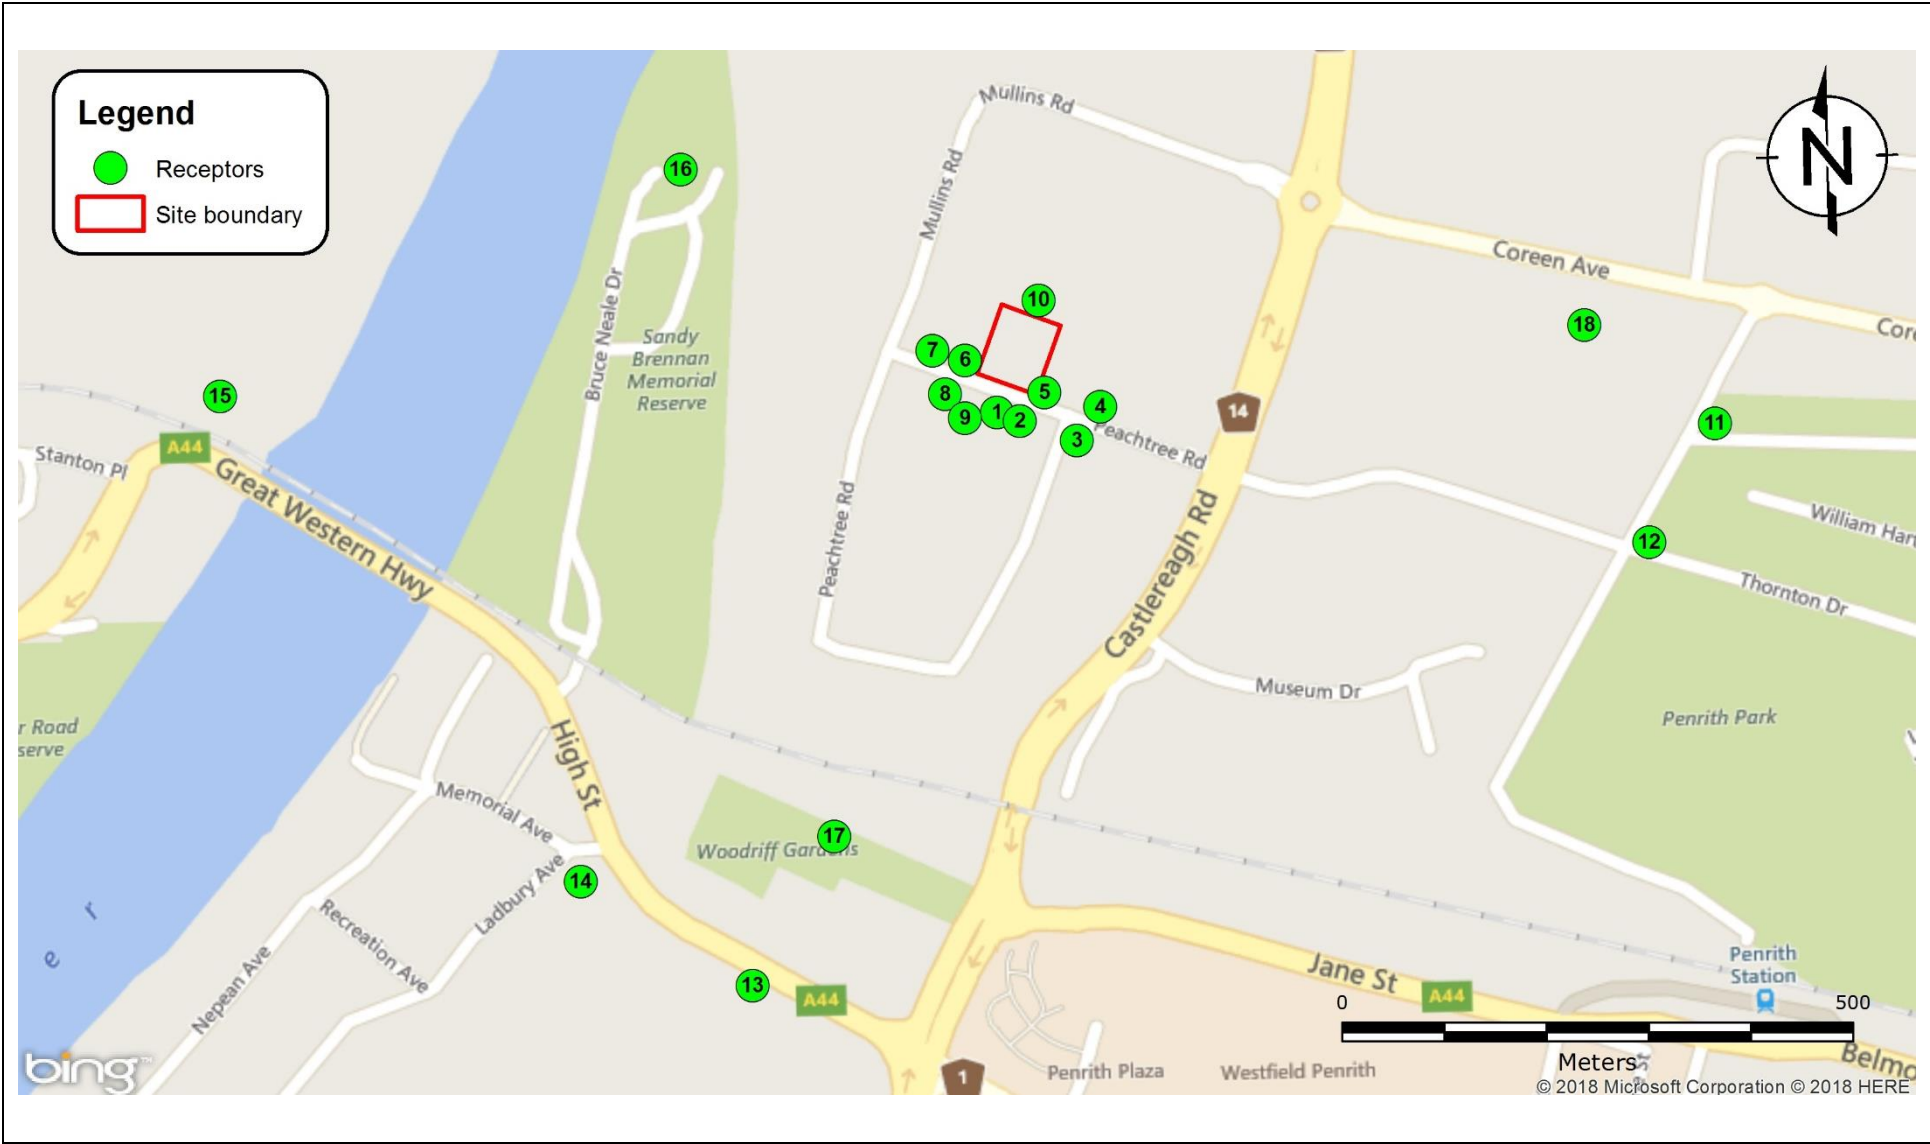 Legend
Receptors
Site boundary
N
Mullins Rd
Mullins Rd
16
Coreen Ave
Bruce Neale Dr
10
18
Sandy
Brennan
Memorial
Reserve
7
6
15
8
5
4
9
1
2
3
14
11
A44
Stanton Pl
Great Western Hwy
Peachtree Rd
Peachtree Rd
Castlereagh Rd
William Har
12
Thornton Dr
Museum Dr
Penrith Park
r Road
serve
High St
Memorial Ave
17
Woodriff Gardens
14
Ladbury Ave
Recreation Ave
Nepean Ave
e r
13
A44
Jane St
A44
Penrith
Station
0
500
Meters
e St
Belmo
1
Penrith Plaza
Westfield Penrith
bing™
© 2018 Microsoft Corporation © 2018 HERE